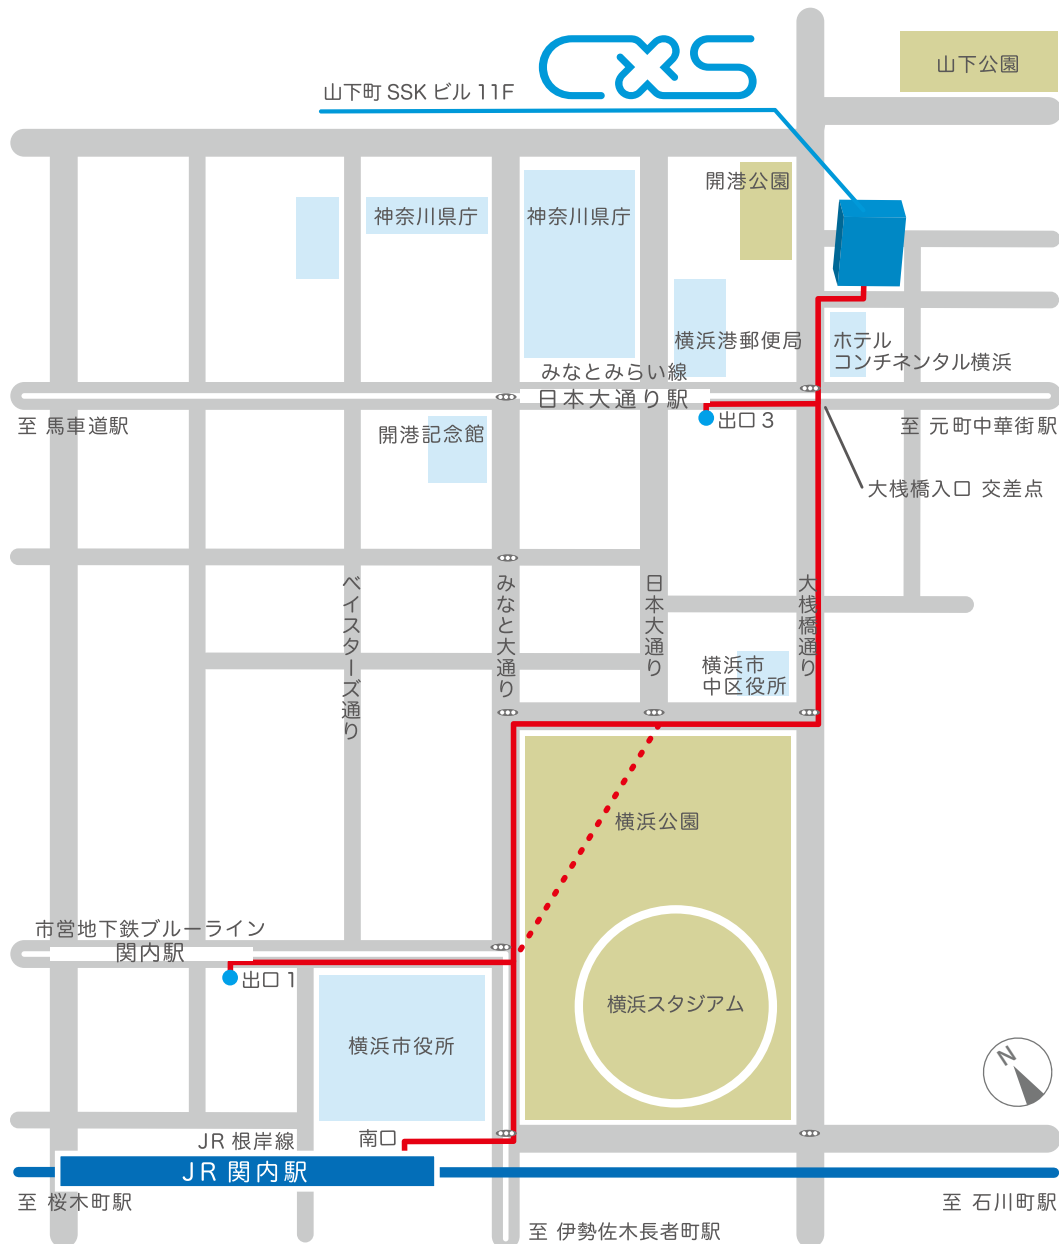 CXS
山下町 SSK ビル 11F
山下公園
開港公園
神奈川県庁
神奈川県庁
横浜港郵便局
ホテル
コンチネンタル横浜
みなとみらい線
日本大通り駅
出口 3
至 馬車道駅
至 元町中華街駅
開港記念館
大桟橋入口 交差点
ベイスターズ通り
みなと大通り
日本大通り
大桟橋通り
横浜市
中区役所
横浜公園
市営地下鉄ブルーライン
関内駅
出口 1
横浜スタジアム
横浜市役所
N
南口
JR 根岸線
JR 関内駅
至 桜木町駅
至 石川町駅
至 伊勢佐木長者町駅